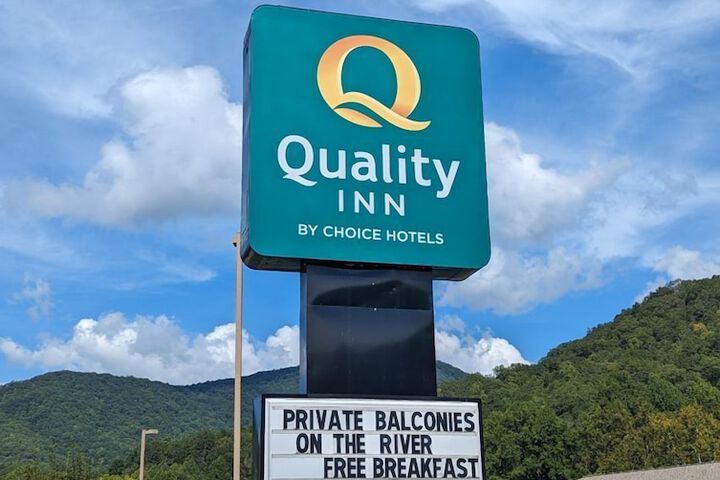 Quality
INN
BY CHOICE HOTELS
PRIVATE BALCONIES
ON THE RIVER
FREE BREAKFAST